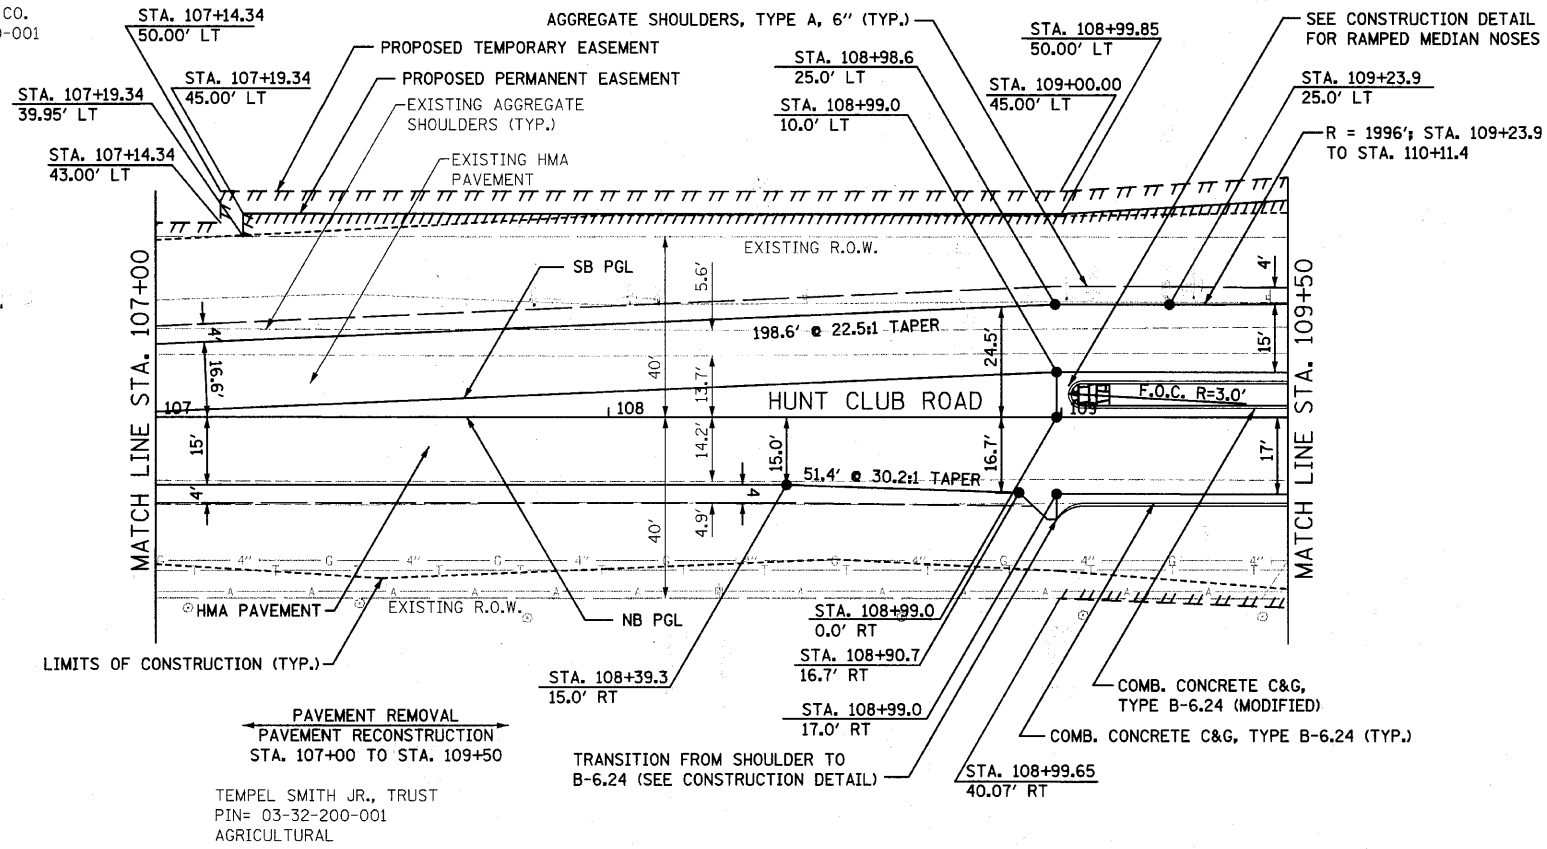 CO.
-001
STA. 107+14.34
50.00' LT
STA. 107+19.34
45.00' LT
STA. 107+19.34
39.95' LT
STA. 107+14.34
43.00' LT
PROPOSED TEMPORARY EASEMENT
PROPOSED PERMANENT EASEMENT
EXISTING AGGREGATE
SHOULDERS (TYP.)
EXISTING HMA
PAVEMENT
AGGREGATE SHOULDERS, TYPE A, 6" (TYP.)
STA. 108+98.6
25.0' LT
STA. 108+99.0
10.0' LT
STA. 108+99.85
50.00' LT
STA. 109+00.00
45.00' LT
SEE CONSTRUCTION DETAIL
FOR RAMPED MEDIAN NOSES
STA. 109+23.9
25.0' LT
R = 1996'; STA. 109+23.9
TO STA. 110+11.4
MATCH LINE STA. 107+00
MATCH LINE STA. 109+50
EXISTING R.O.W.
SB PGL
5.6'
4'
4'
198.6' @ 22.5:1 TAPER
16.6'
40'
13.7'
24.5'
15'
107
108
HUNT CLUB ROAD
109
F.O.C. R=3.0'
15'
14.2'
15.0'
16.7'
17'
51.4' @ 30.2:1 TAPER
4'
4
4.9'
40'
4" G 4" G 4" G 4" G 4"
T T T T T T
A A A A A A A A
HMA PAVEMENT
EXISTING R.O.W.
NB PGL
LIMITS OF CONSTRUCTION (TYP.)
STA. 108+39.3
15.0' RT
STA. 108+99.0
0.0' RT
STA. 108+90.7
16.7' RT
STA. 108+99.0
17.0' RT
TRANSITION FROM SHOULDER TO
B-6.24 (SEE CONSTRUCTION DETAIL)
COMB. CONCRETE C&G,
TYPE B-6.24 (MODIFIED)
COMB. CONCRETE C&G, TYPE B-6.24 (TYP.)
STA. 108+99.65
40.07' RT
PAVEMENT REMOVAL
PAVEMENT RECONSTRUCTION
STA. 107+00 TO STA. 109+50
TEMPEL SMITH JR., TRUST
PIN= 03-32-200-001
AGRICULTURAL